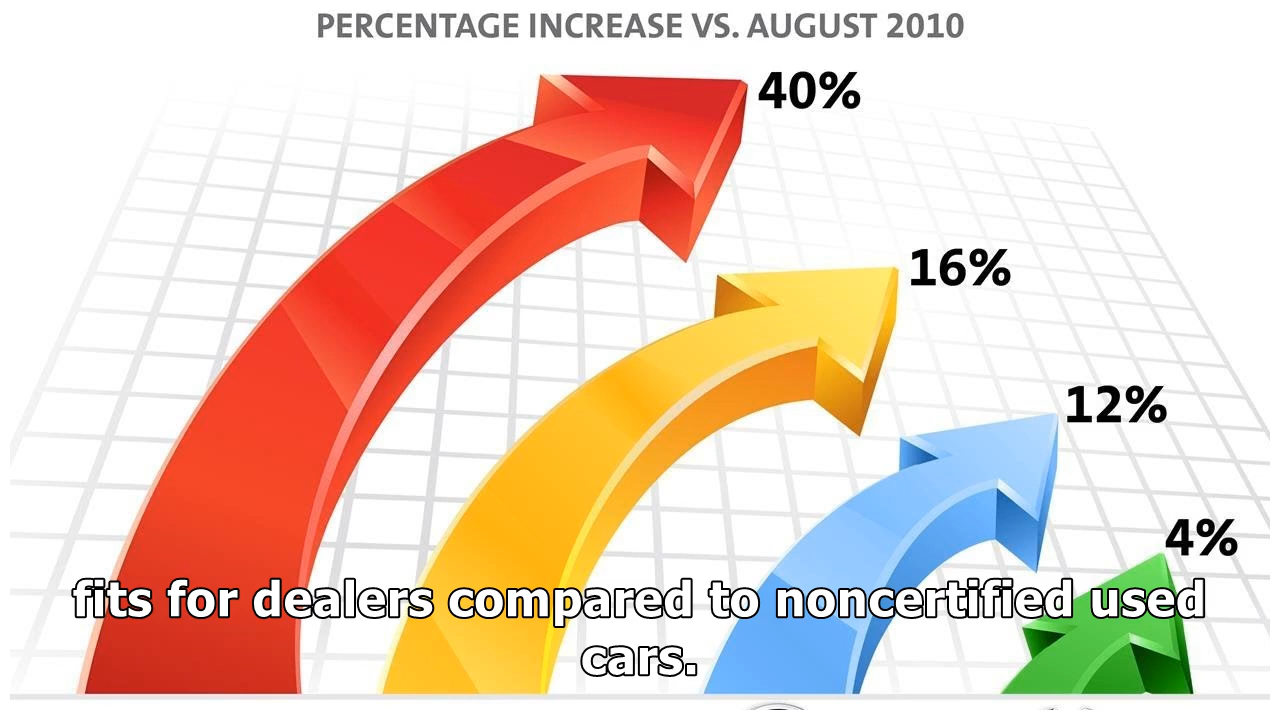 PERCENTAGE INCREASE VS. AUGUST 2010
40%
16%
12%
4%
fits for dealers compared to noncertified used
cars.